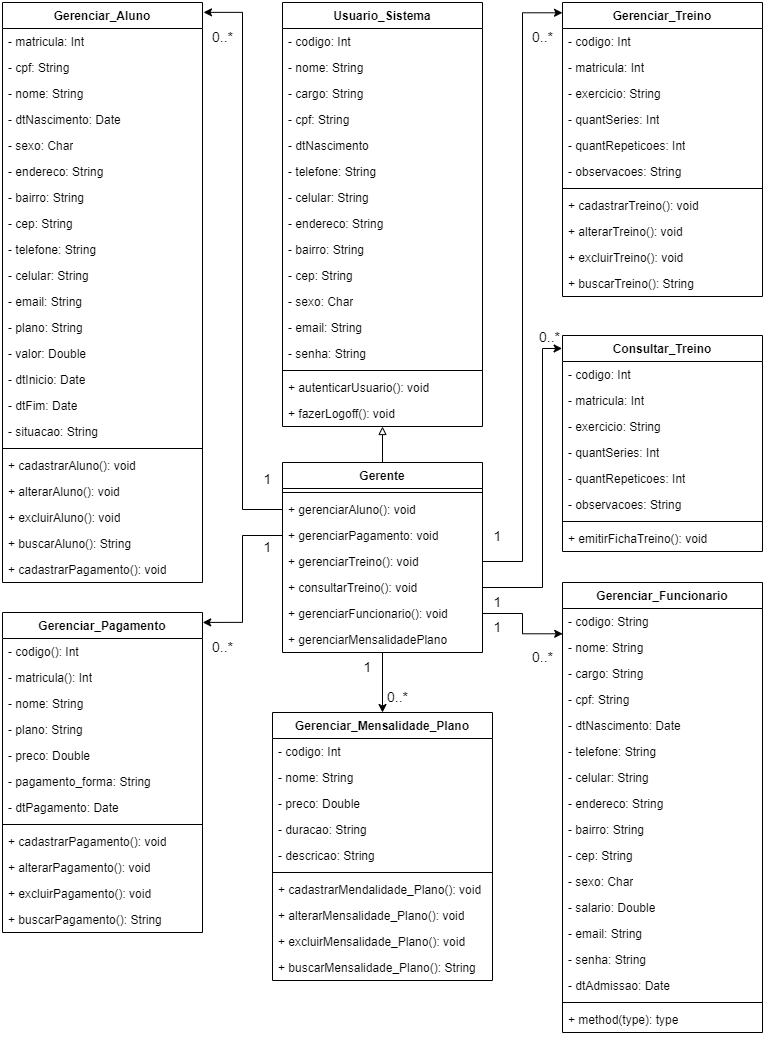 Gerenciar_Aluno
- matricula: Int
- cpf: String
- nome: String
- dtNascimento: Date
- sexo: Char
- endereco: String
- bairro: String
- cep: String
- telefone: String
- celular: String
- email: String
- plano: String
- valor: Double
- dtInicio: Date
- dtFim: Date
- situacao: String
+ cadastrarAluno(): void
+ alterarAluno(): void
+ excluirAluno(): void
+ buscarAluno(): String
+ cadastrarPagamento(): void
0..*
1
Usuario_Sistema
- codigo: Int
- nome: String
- cargo: String
- cpf: String
- dtNascimento
- telefone: String
- celular: String
- endereco: String
- bairro: String
- cep: String
- sexo: Char
- email: String
- senha: String
+ autenticarUsuario(): void
+ fazerLogoff(): void
0..*
Gerenciar_Treino
- codigo: Int
- matricula: Int
- exercicio: String
- quantSeries: Int
- quantRepeticoes: Int
- observacoes: String
+ cadastrarTreino(): void
+ alterarTreino(): void
+ excluirTreino(): void
+ buscarTreino(): String
0..*
Consultar_Treino
- codigo: Int
- matricula: Int
- exercicio: String
- quantSeries: Int
- quantRepeticoes: Int
- observacoes: String
+ emitirFichaTreino(): void
Gerente
+ gerenciarAluno(): void
+ gerenciarPagamento: void
+ gerenciarTreino(): void
+ consultarTreino(): void
+ gerenciarFuncionario(): void
+ gerenciarMensalidadePlano
1
1
1
1
1
0..*
0..*
0..*
Gerenciar_Pagamento
- codigo(): Int
- matricula(): Int
- nome: String
- plano: String
- preco: Double
- pagamento_forma: String
- dtPagamento: Date
+ cadastrarPagamento(): void
+ alterarPagamento(): void
+ excluirPagamento(): void
+ buscarPagamento(): String
Gerenciar_Mensalidade_Plano
- codigo: Int
- nome: String
- preco: Double
- duracao: String
- descricao: String
+ cadastrarMendalidade_Plano(): void
+ alterarMensalidade_Plano(): void
+ excluirMensalidade_Plano(): void
+ buscarMensalidade_Plano(): String
Gerenciar_Funcionario
- codigo: String
- nome: String
- cargo: String
- cpf: String
- dtNascimento: Date
- telefone: String
- celular: String
- endereco: String
- bairro: String
- cep: String
- sexo: Char
- salario: Double
- email: String
- senha: String
- dtAdmissao: Date
+ method(type): type